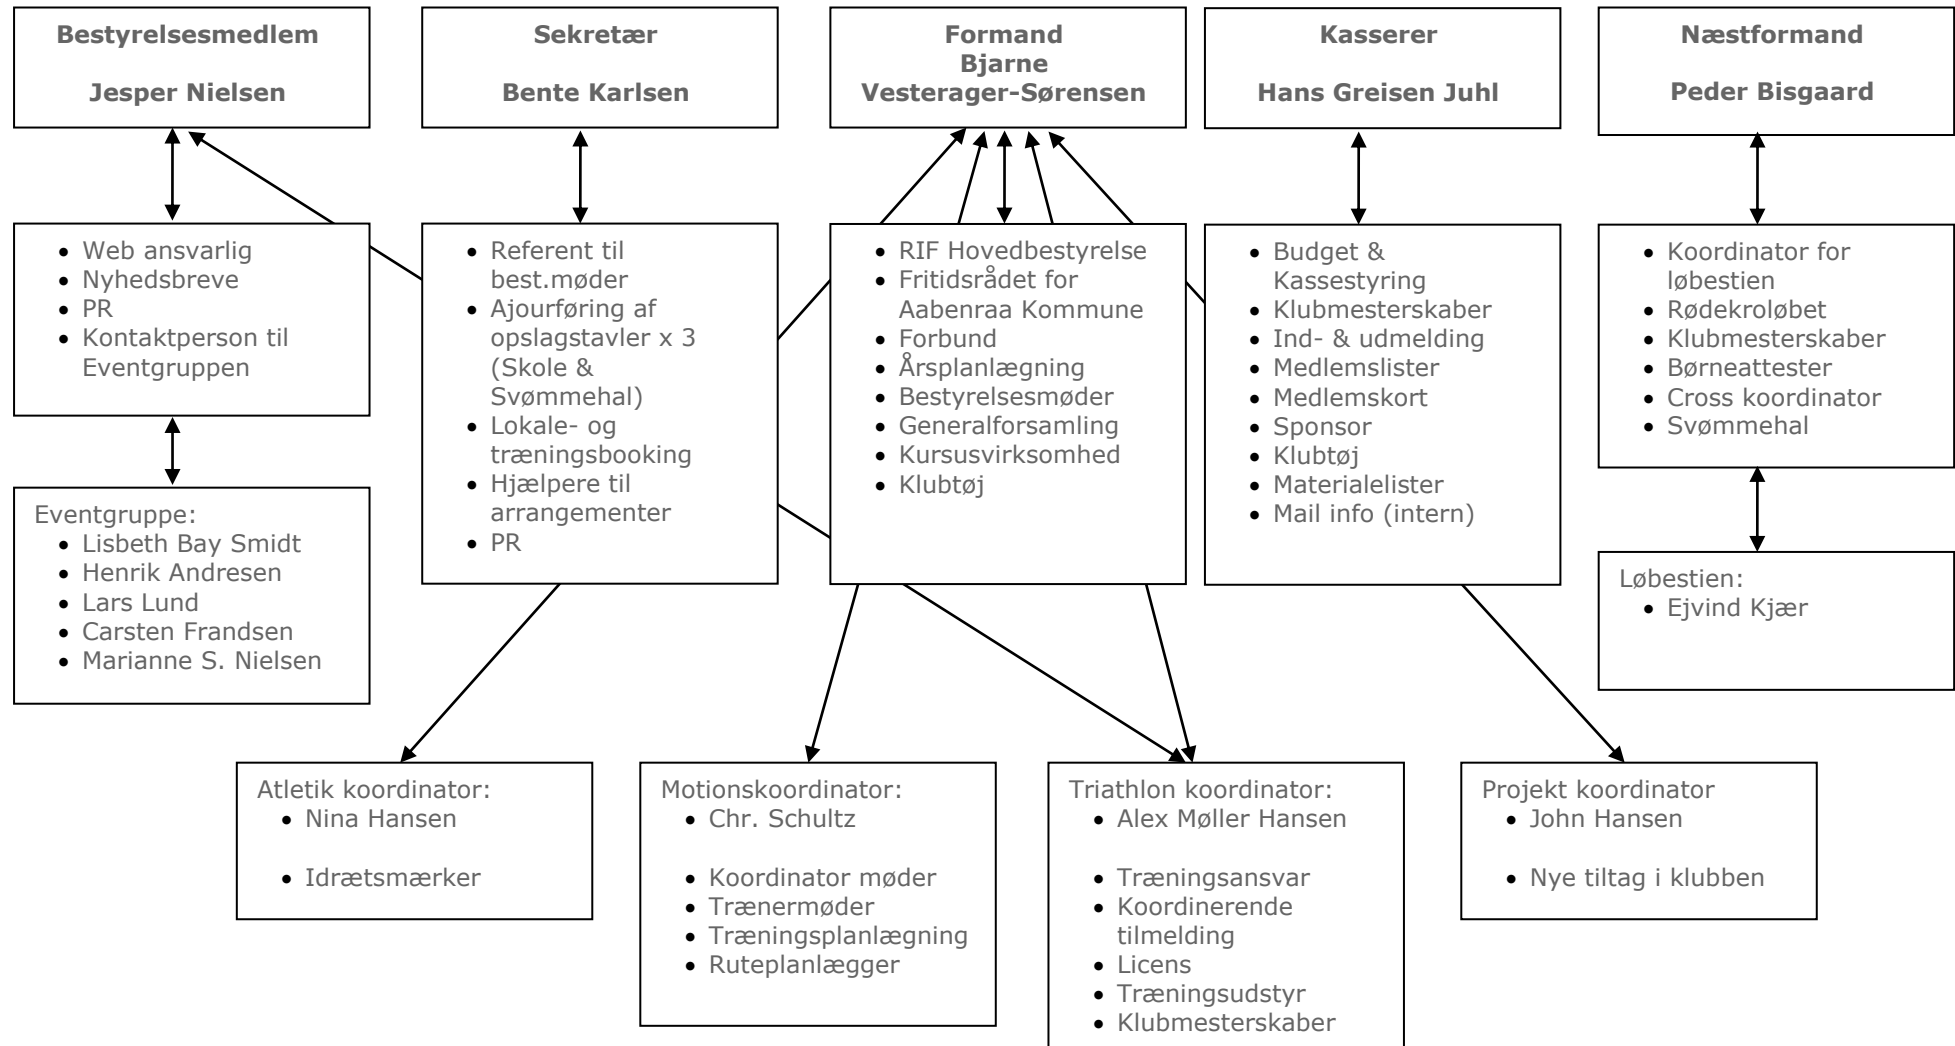 Bestyrelsesmedlem
Jesper Nielsen
Sekretær
Bente Karlsen
Formand
Bjarne
Vesterager-Sørensen
Kasserer
Hans Greisen Juhl
Næstformand
Peder Bisgaard
• Web ansvarlig
• Nyhedsbreve
• PR
• Kontaktperson til
Eventgruppen
• Referent til
best.møder
• Ajourføring af
opslagstavler x 3
(Skole &
Svømmehal)
• Lokale- og
træningsbooking
• Hjælpere til
arrangementer
• PR
• RIF Hovedbestyrelse
• Fritidsrådet for
Aabenraa Kommune
• Forbund
• Årsplanlægning
• Bestyrelsesmøder
• Generalforsamling
• Kursusvirksomhed
• Klubtøj
• Budget &
Kassestyring
• Klubmesterskaber
• Ind- & udmelding
• Medlemslister
• Medlemskort
• Sponsor
• Klubtøj
• Materialelister
• Mail info (intern)
• Koordinator for
løbestien
• Rødekroløbet
• Klubmesterskaber
• Børneattester
• Cross koordinator
• Svømmehal
Eventgruppe:
• Lisbeth Bay Smidt
• Henrik Andresen
• Lars Lund
• Carsten Frandsen
• Marianne S. Nielsen
Løbestien:
• Ejvind Kjær
Atletik koordinator:
• Nina Hansen
• Idrætsmærker
Motionskoordinator:
• Chr. Schultz
• Koordinator møder
• Trænermøder
• Træningsplanlægning
• Ruteplanlægger
Triathlon koordinator:
• Alex Møller Hansen
• Træningsansvar
• Koordinerende
tilmelding
• Licens
• Træningsudstyr
• Klubmesterskaber
Projekt koordinator
• John Hansen
• Nye tiltag i klubben